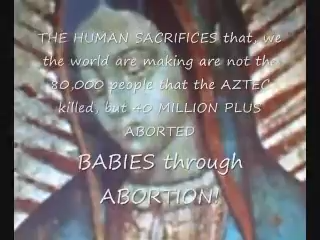 THE HUMAN SACRIFICES that, we
the world are making are not the
80,000 people that the AZTEC
killed, but 40 MILLION PLUS
ABORTED
BABIES through
ABORTION!